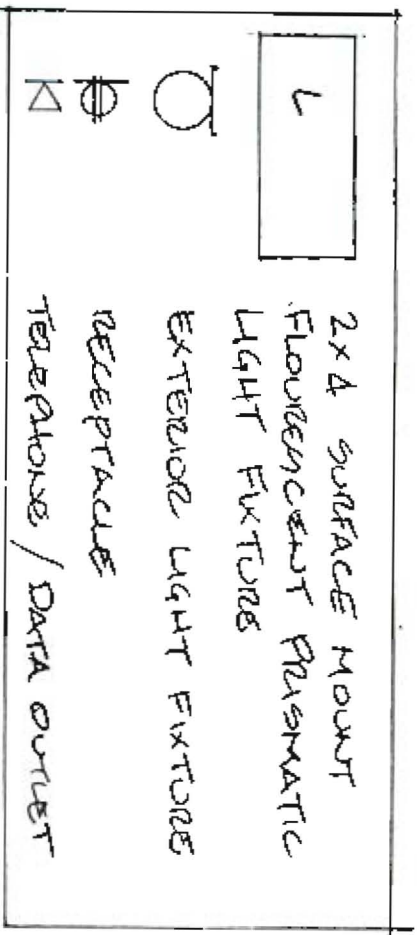 L
2x4 SURFACE MOUNT
FLOURESCENT PRISMATIC
LIGHT FIXTURE
EXTERIOR LIGHT FIXTURE
RECEPTACLE
TELEPHONE / DATA OUTLET